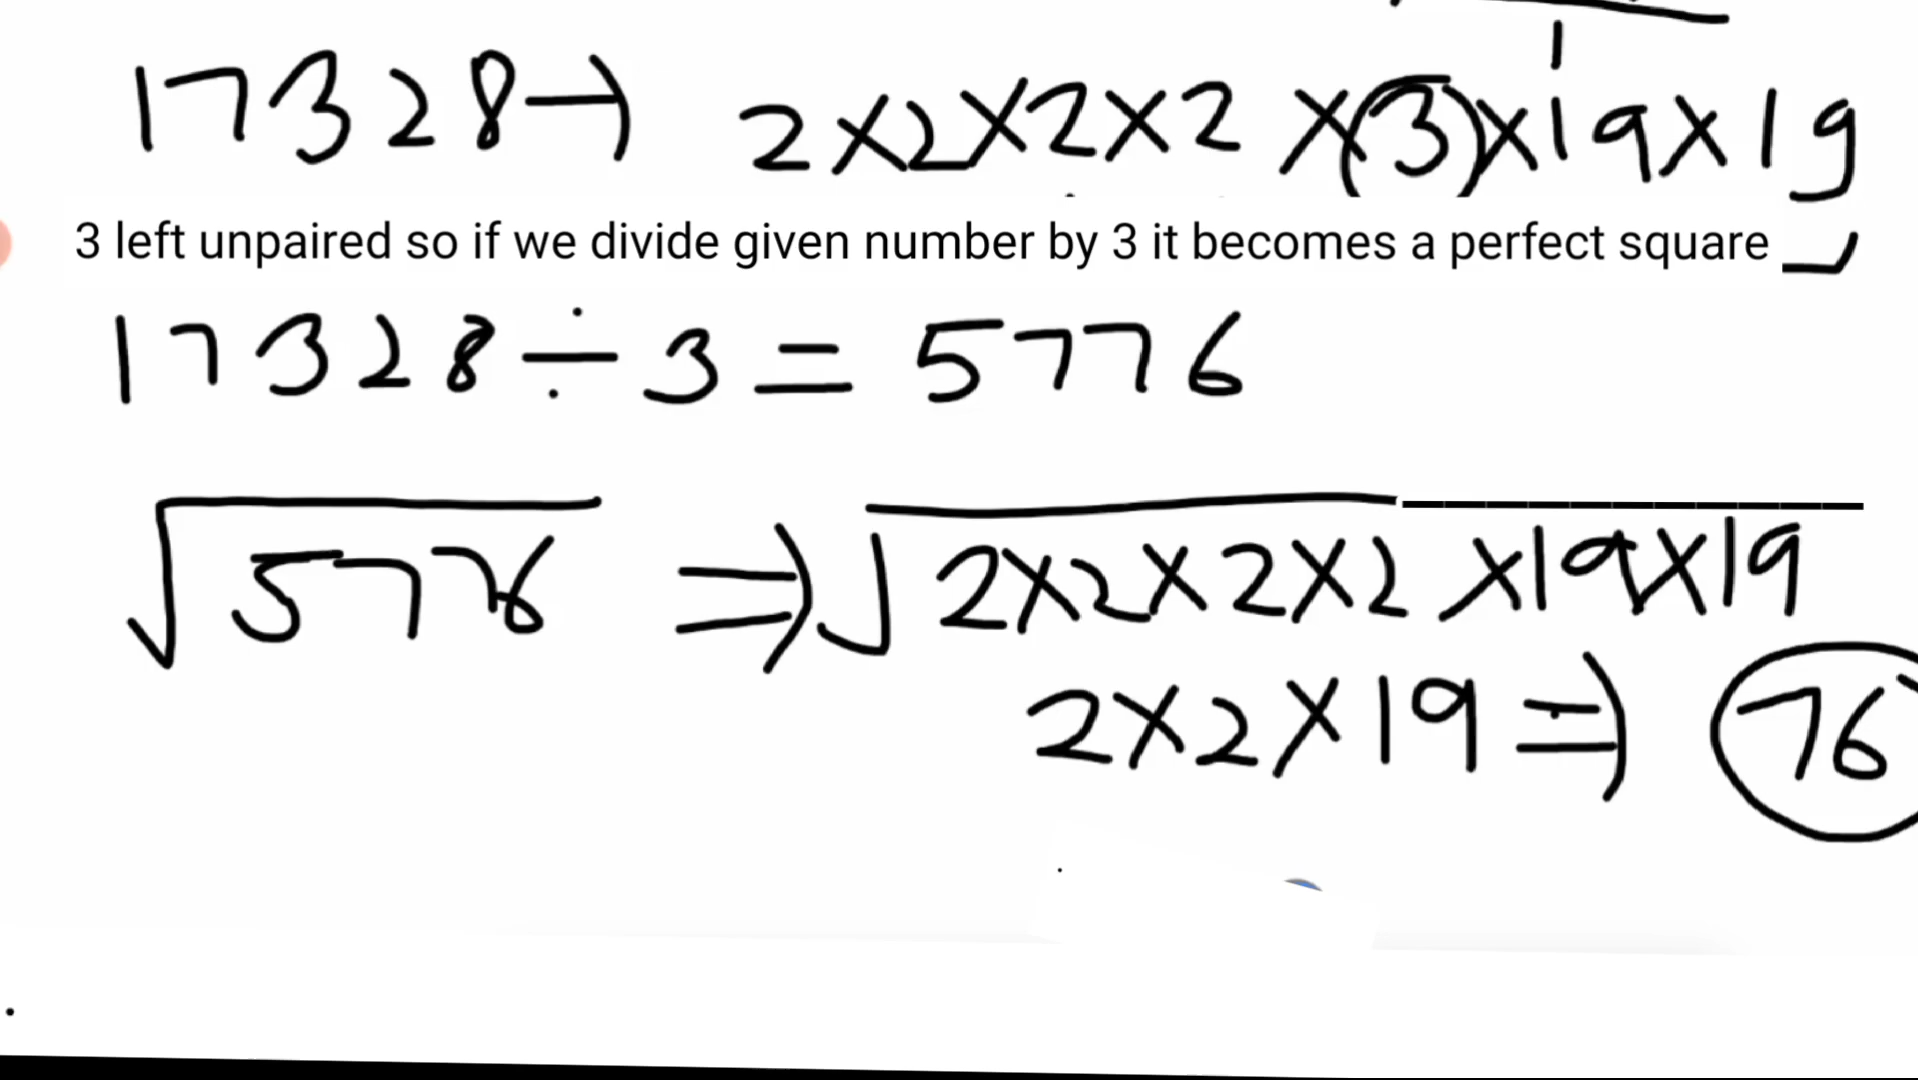 17328→ 2×2×2×2×(3)×19×19
3 left unpaired so if we divide given number by 3 it becomes a perfect square
17328÷3=5776
√5776 ⇒ √2×2×2×2×19×19
2×2×19⇒ 76